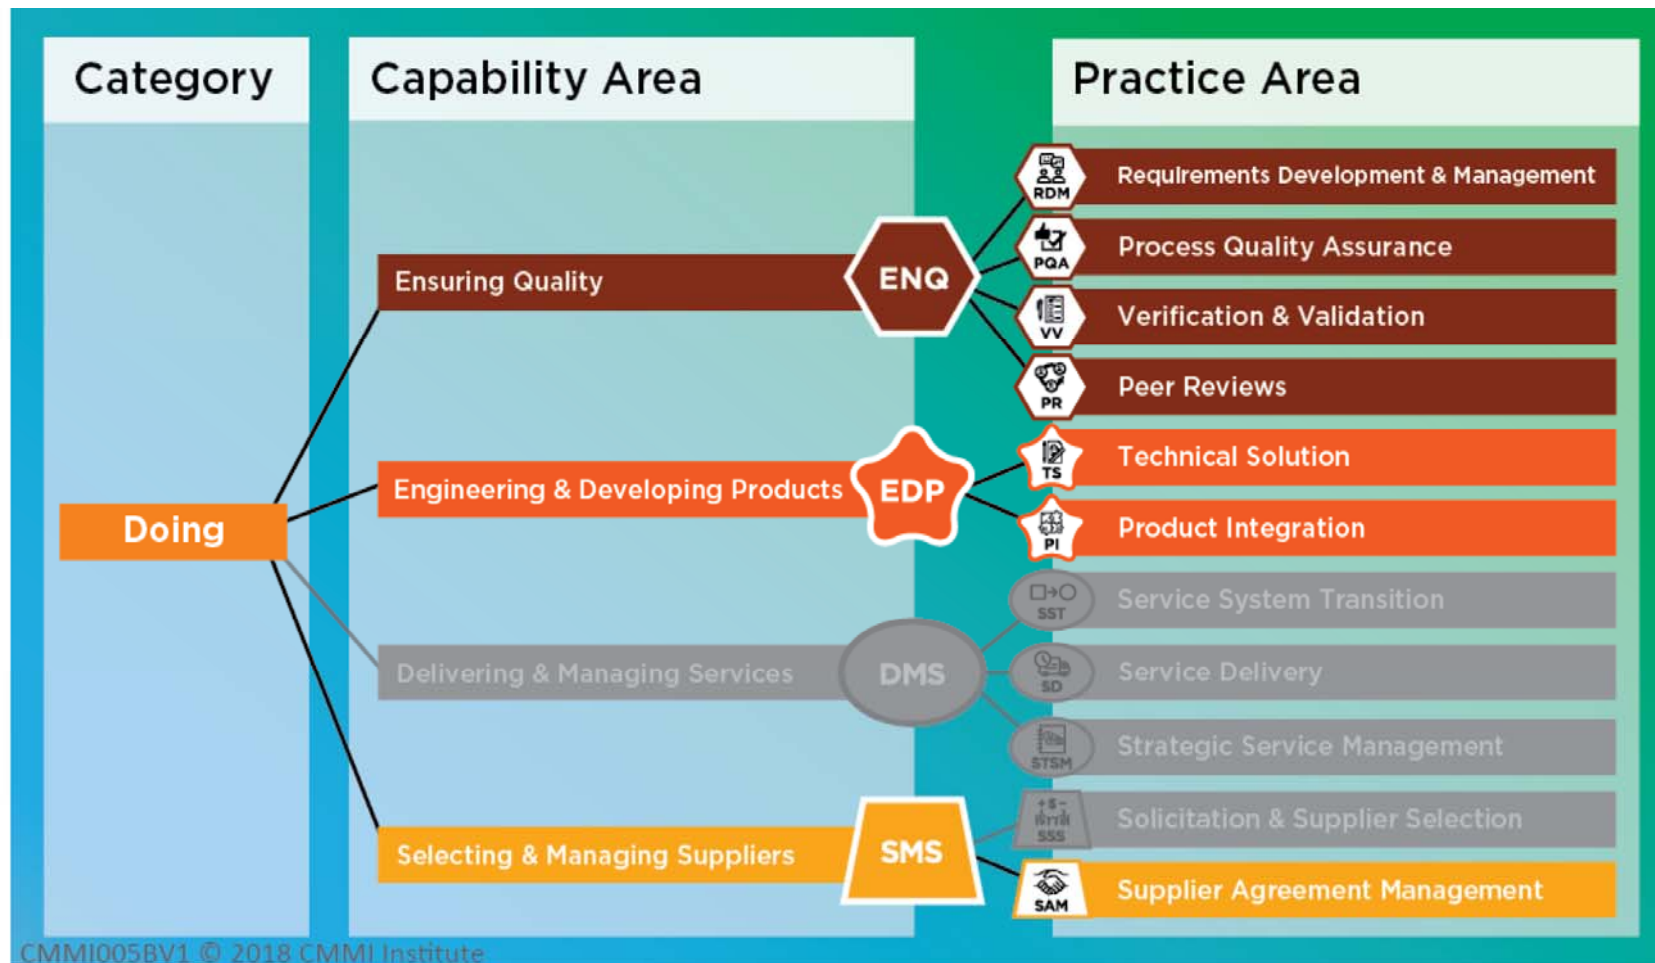 Category
Capability Area
Practice Area
RDM
Requirements Development & Management
PQA
Process Quality Assurance
Ensuring Quality
ENQ
VV
Verification & Validation
PR
Peer Reviews
TS
Technical Solution
Engineering & Developing Products
EDP
Doing
PI
Product Integration
SST
Service System Transition
Delivering & Managing Services
DMS
SD
Service Delivery
STSM
Strategic Service Management
+$-
SSS
Solicitation & Supplier Selection
Selecting & Managing Suppliers
SMS
SAM
Supplier Agreement Management
CMMI005BV1 © 2018 CMMI Institute